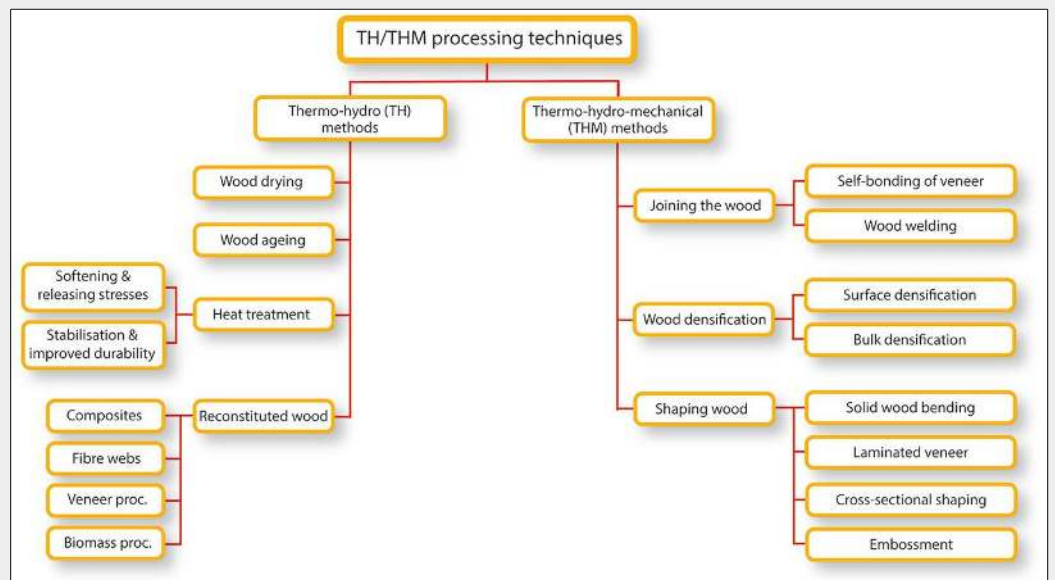 TH/THM processing techniques
Thermo-hydro (TH)
methods
Wood drying
Wood ageing
Heat treatment
Softening &
releasing stresses
Stabilisation &
improved durability
Reconstituted wood
Composites
Fibre webs
Veneer proc.
Biomass proc.
Thermo-hydro-mechanical
(THM) methods
Joining the wood
Self-bonding of veneer
Wood welding
Wood densification
Surface densification
Bulk densification
Shaping wood
Solid wood bending
Laminated veneer
Cross-sectional shaping
Embossment